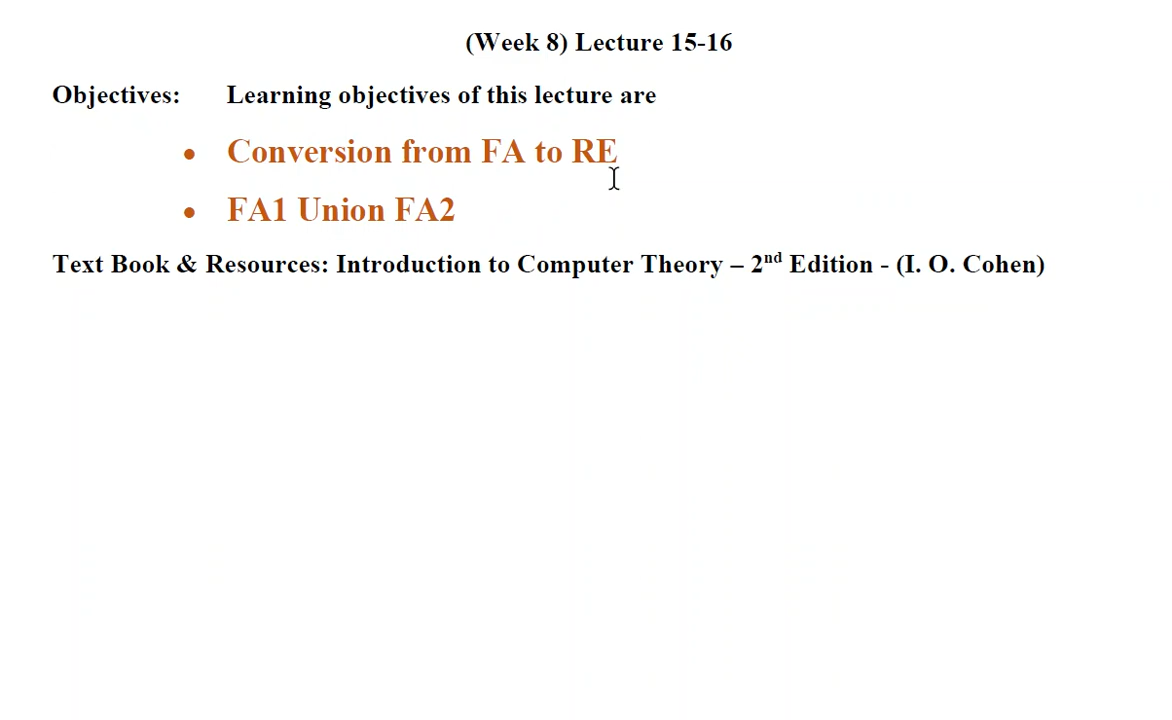 (Week 8) Lecture 15-16
Objectives: Learning objectives of this lecture are
• Conversion from FA to RE
• FA1 Union FA2
Text Book & Resources: Introduction to Computer Theory – 2nd Edition - (I. O. Cohen)